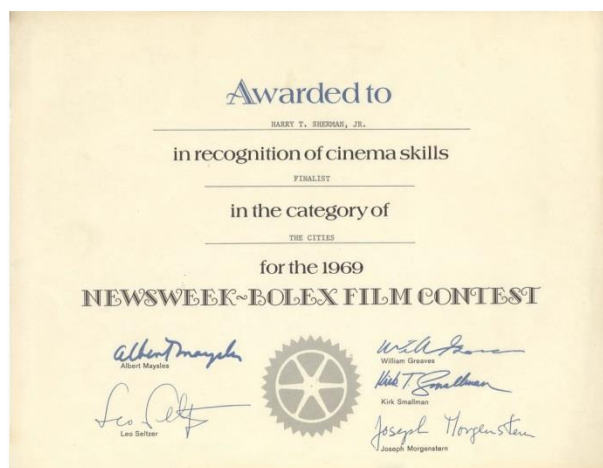 Awarded to
HARRY T. SHERMAN, JR.
in recognition of cinema skills
FINALIST
in the category of
THE CITIES
for the 1969
NEWSWEEK~BOLEX FILM CONTEST
Albert Maysles
Albert Maysles
Leo Seltzer
Leo Seltzer
William Greaves
William Greaves
Kirk T. Smallman
Kirk Smallman
Joseph Morgenstern
Joseph Morgenstern